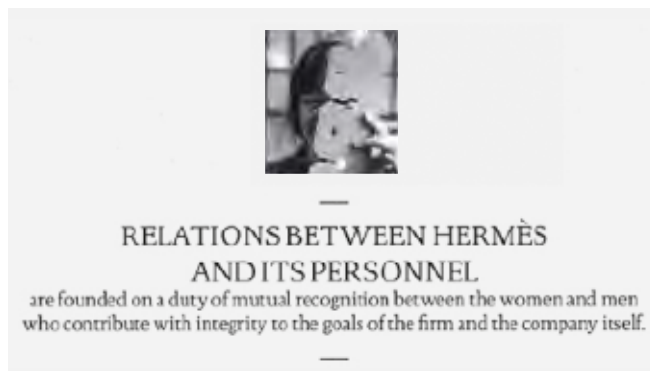 RELATIONS BETWEEN HERMÈS
AND ITS PERSONNEL
are founded on a duty of mutual recognition between the women and men
who contribute with integrity to the goals of the firm and the company itself.